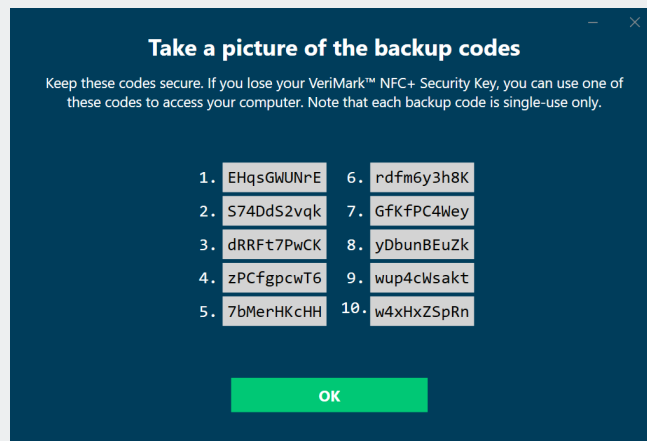 Take a picture of the backup codes
Keep these codes secure. If you lose your VeriMark™ NFC+ Security Key, you can use one of
these codes to access your computer. Note that each backup code is single-use only.
1. EHqsGWUNrE
2. S74DdS2vqk
3. dRRFt7PwCK
4. zPCfgpcwT6
5. 7bMerHKcHH
6. rdfm6y3h8K
7. GfKfPC4Wey
8. yDbunBEuZk
9. wup4cWsakt
10. w4xHxZSpRn
OK